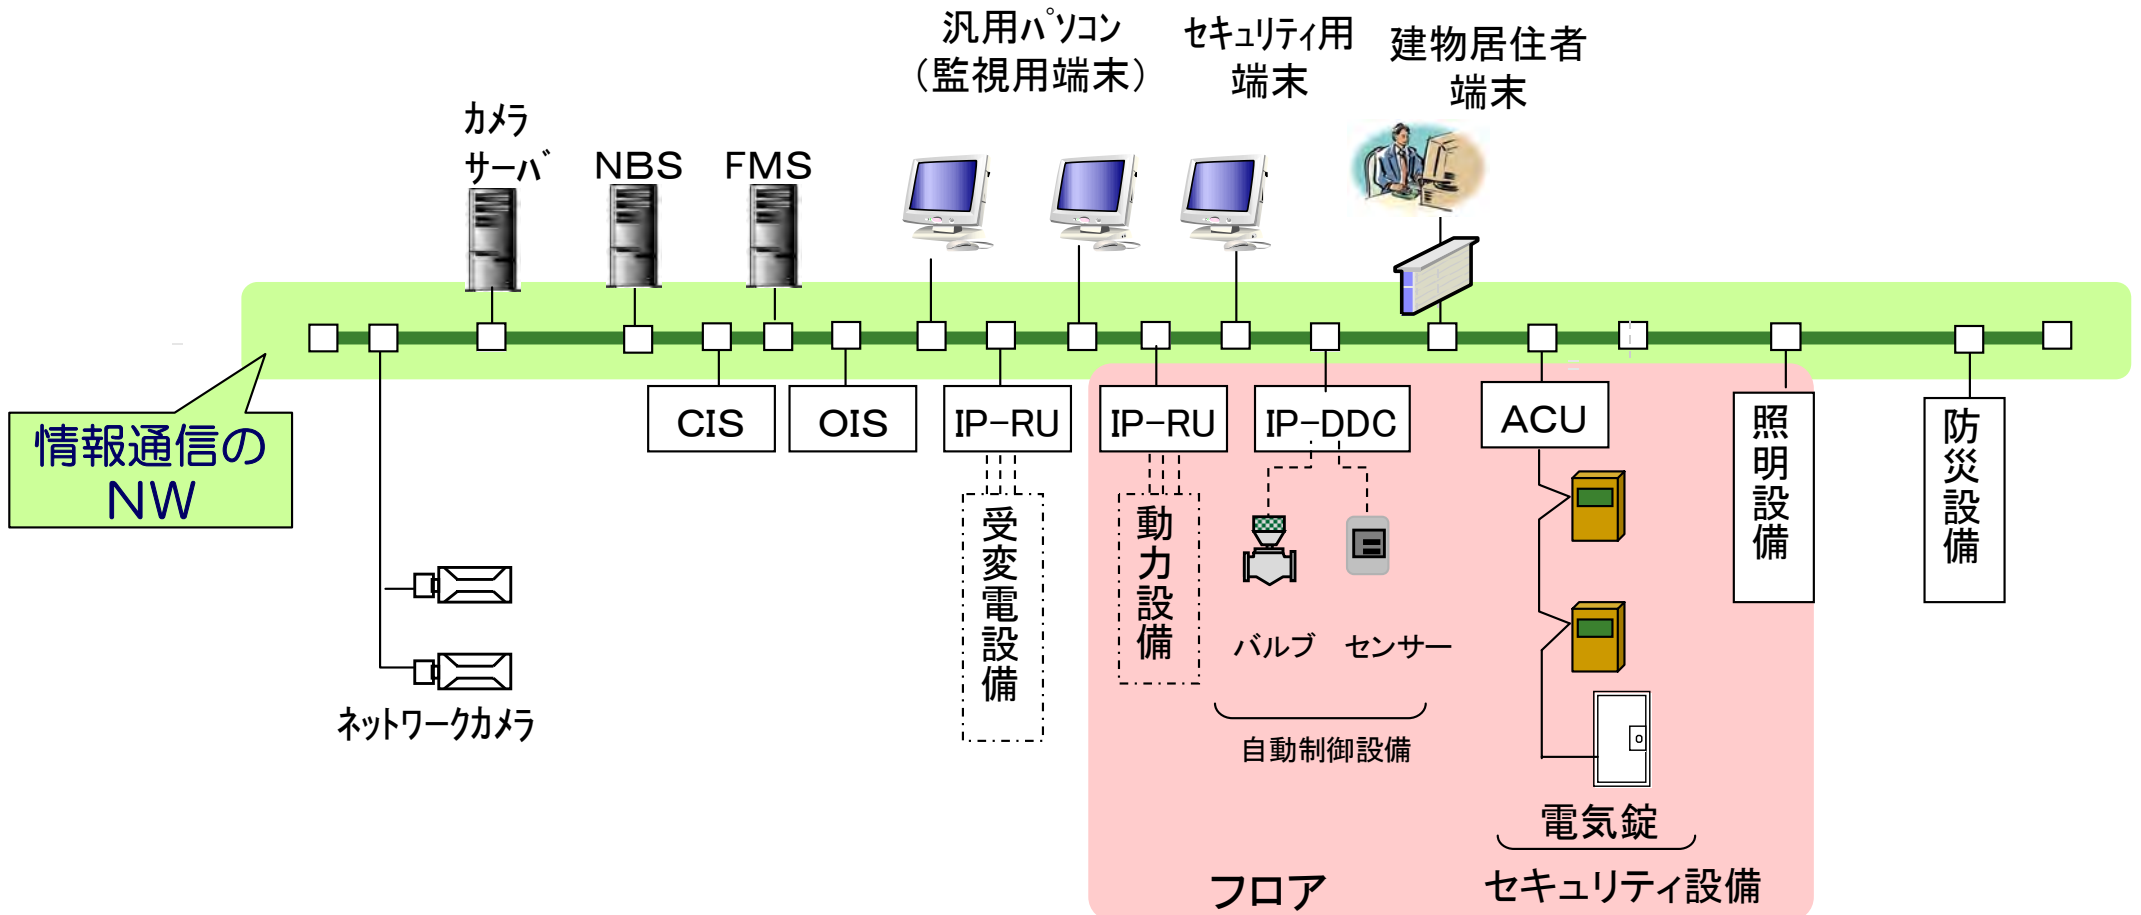 汎用パソコン
（監視用端末）
セキュリティ用
端末
建物居住者
端末
カメラ
サーバ
NBS
FMS
情報通信の
NW
CIS
OIS
IP-RU
IP-RU
IP-DDC
ACU
照明設備
防災設備
受変電設備
動力設備
バルブ
センサー
ネットワークカメラ
自動制御設備
電気錠
フロア
セキュリティ設備